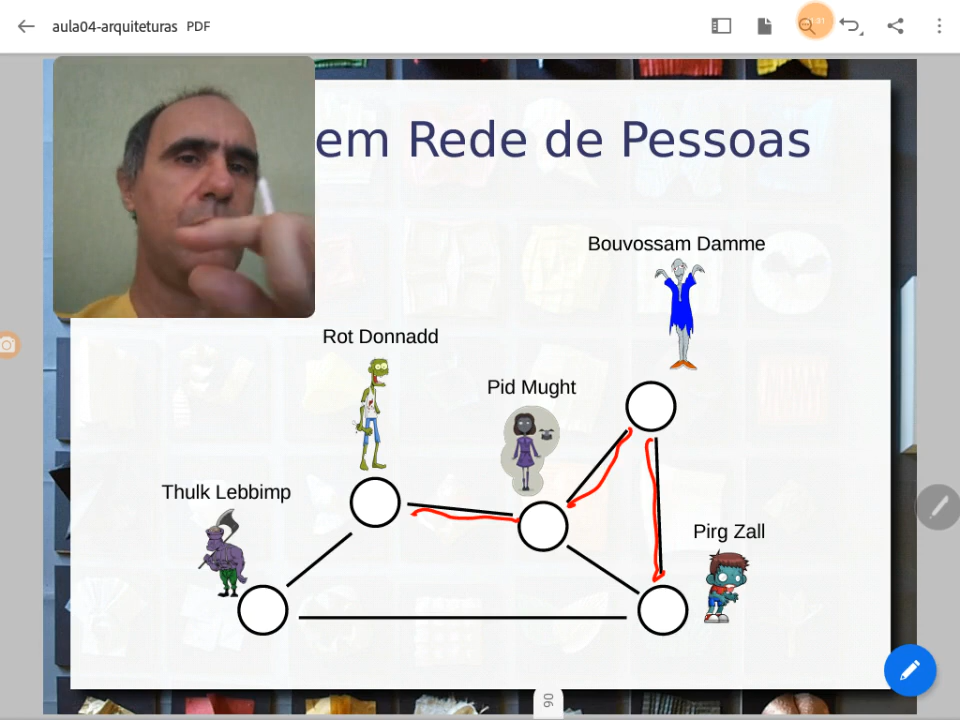 aula04-arquiteturas PDF
em Rede de Pessoas
Bouvossam Damme
Rot Donnadd
Pid Mught
Thulk Lebbimp
Pirg Zall
90